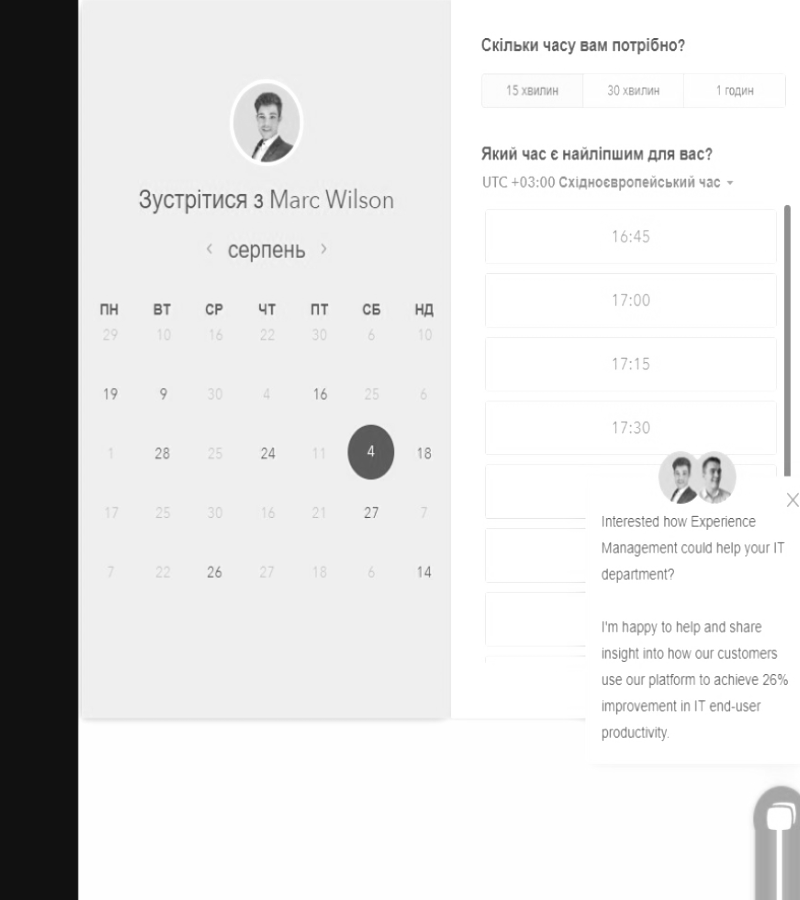 Зустрітися з Marc Wilson
серпень
ПН ВТ СР ЧТ ПТ СБ НД
29 10 16 22 30 6 10
19 9 30 4 16 25 6
1 28 25 24 11 4 18
17 25 30 16 21 27 7
7 22 26 27 18 6 14
Скільки часу вам потрібно?
15 хвилин 30 хвилин 1 годин
Який час є найліпшим для вас?
UTC +03:00 Східноєвропейський час
16:45
17:00
17:15
17:30
Interested how Experience
Management could help your IT
department?
I'm happy to help and share
insight into how our customers
use our platform to achieve 26%
improvement in IT end-user
productivity.